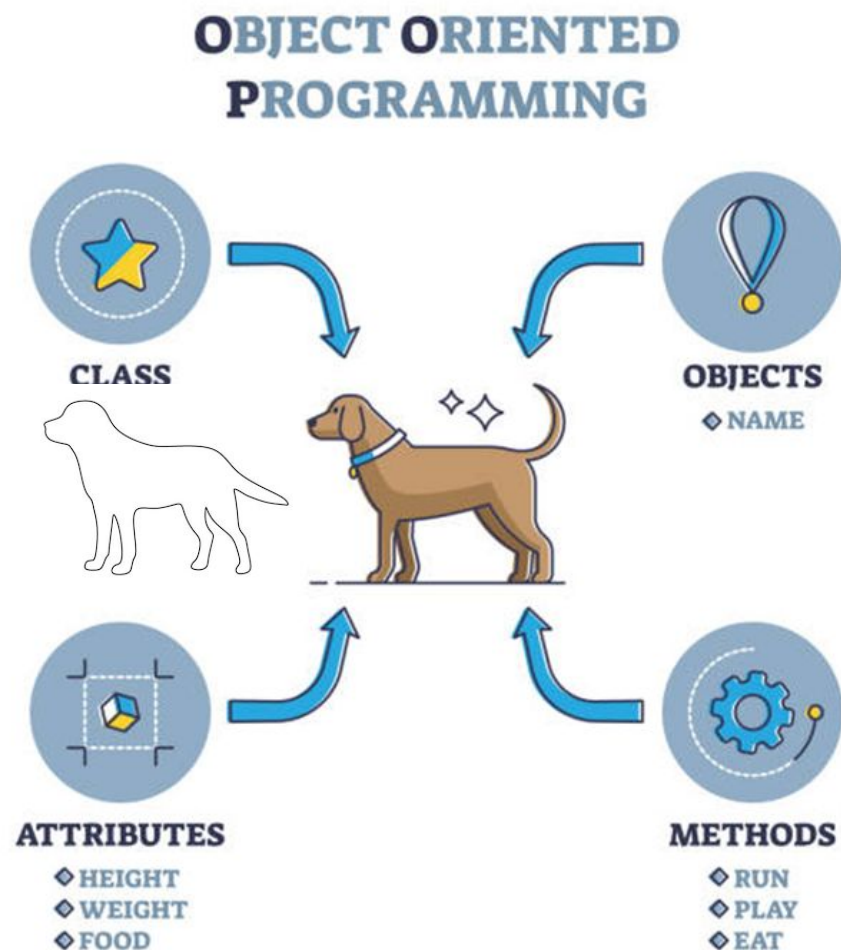 OBJECT ORIENTED
PROGRAMMING
CLASS
OBJECTS
NAME
ATTRIBUTES
HEIGHT
WEIGHT
FOOD
METHODS
RUN
PLAY
EAT